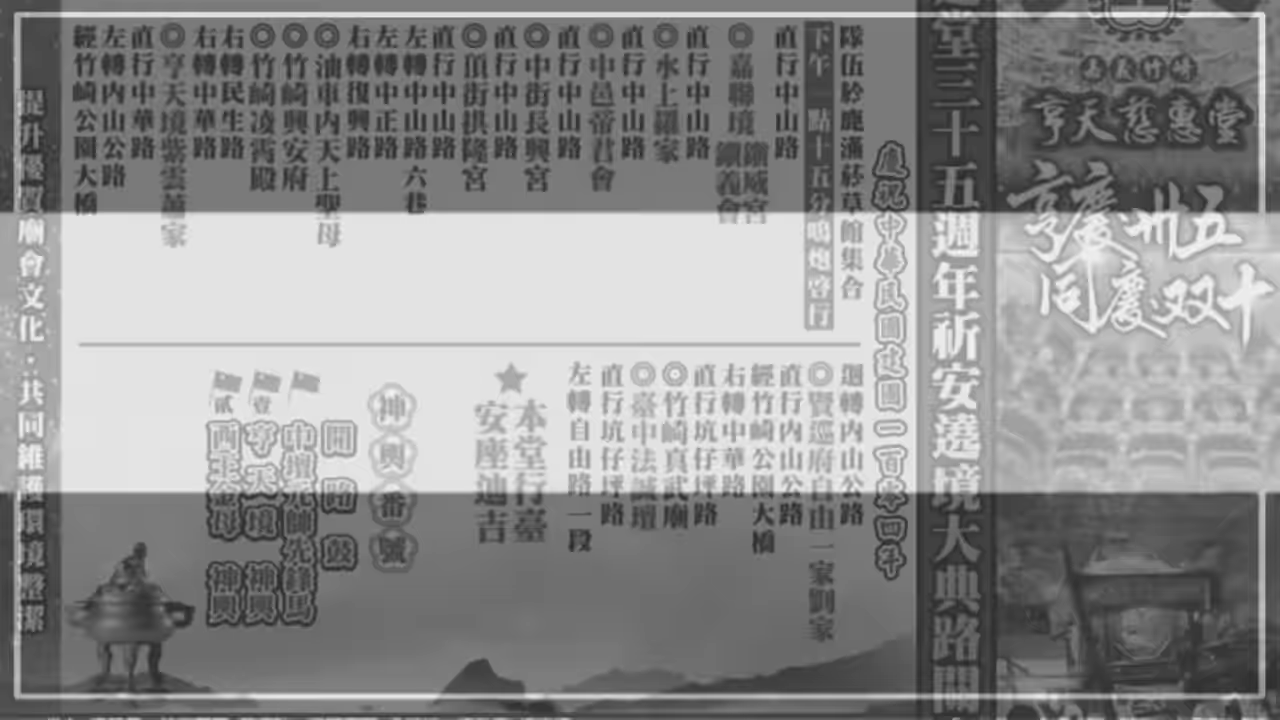 嘉義竹崎
亨天慈惠堂
亨慶卅五
同慶双十
堂三十五週年祈安遶境大典路關
慶祝中華民國建國一百零四年
隊伍於鹿滿菸草館集合
下午一點十五分鳴炮啓行
直行中山路
◎嘉聯境
鎮義會
直行中山路
◎水上羅家
直行中山路
◎中邑帝君會
直行中山路
◎中街長興宮
直行中山路
◎頂街拱隆宮
直行中山路
左轉中山路六巷
左轉中正路
右轉復興路
◎油車內天上聖母
◎竹崎興安府
◎竹崎凌霄殿
右轉民生路
右轉中華路
◎亨天境紫雲蕭家
直行中華路
左轉內山公路
經竹崎公園大橋
迴轉內山公路
◎賢巡府自由一家劉家
直行內山公路
經竹崎公園大橋
右轉中華路
直行坑仔坪路
◎竹崎真武廟
◎臺中法誠壇
直行坑仔坪路
左轉自由路一段
★本堂行臺
安座迪吉
神輿番號
開路鼓
中壇元帥先鋒馬
壹 亨天境 神輿
貳 西王金母 神輿
提升優質廟會文化‧共同維護環境整潔